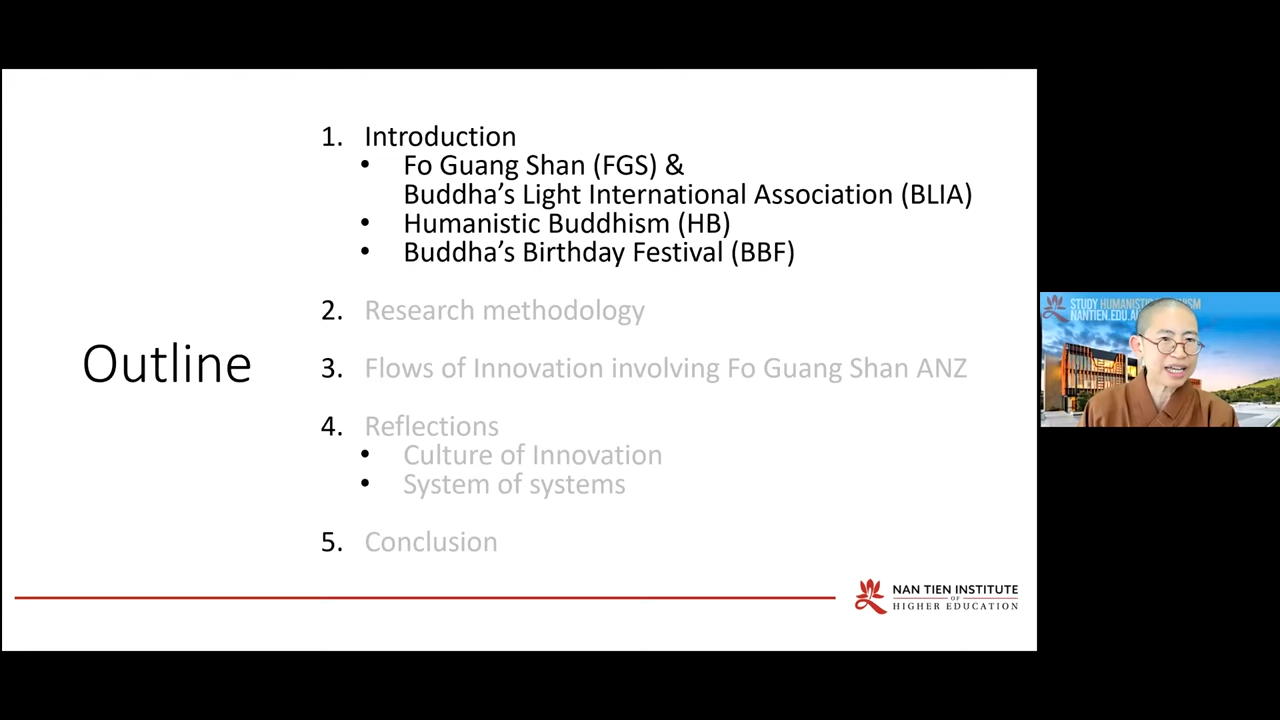 Outline
1. Introduction
• Fo Guang Shan (FGS) &
Buddha's Light International Association (BLIA)
• Humanistic Buddhism (HB)
• Buddha's Birthday Festival (BBF)
2. Research methodology
3. Flows of Innovation involving Fo Guang Shan ANZ
4. Reflections
• Culture of Innovation
• System of systems
5. Conclusion
NAN TIEN INSTITUTE
OF
HIGHER EDUCATION
STUDY
NANTIEN.EDU.AU